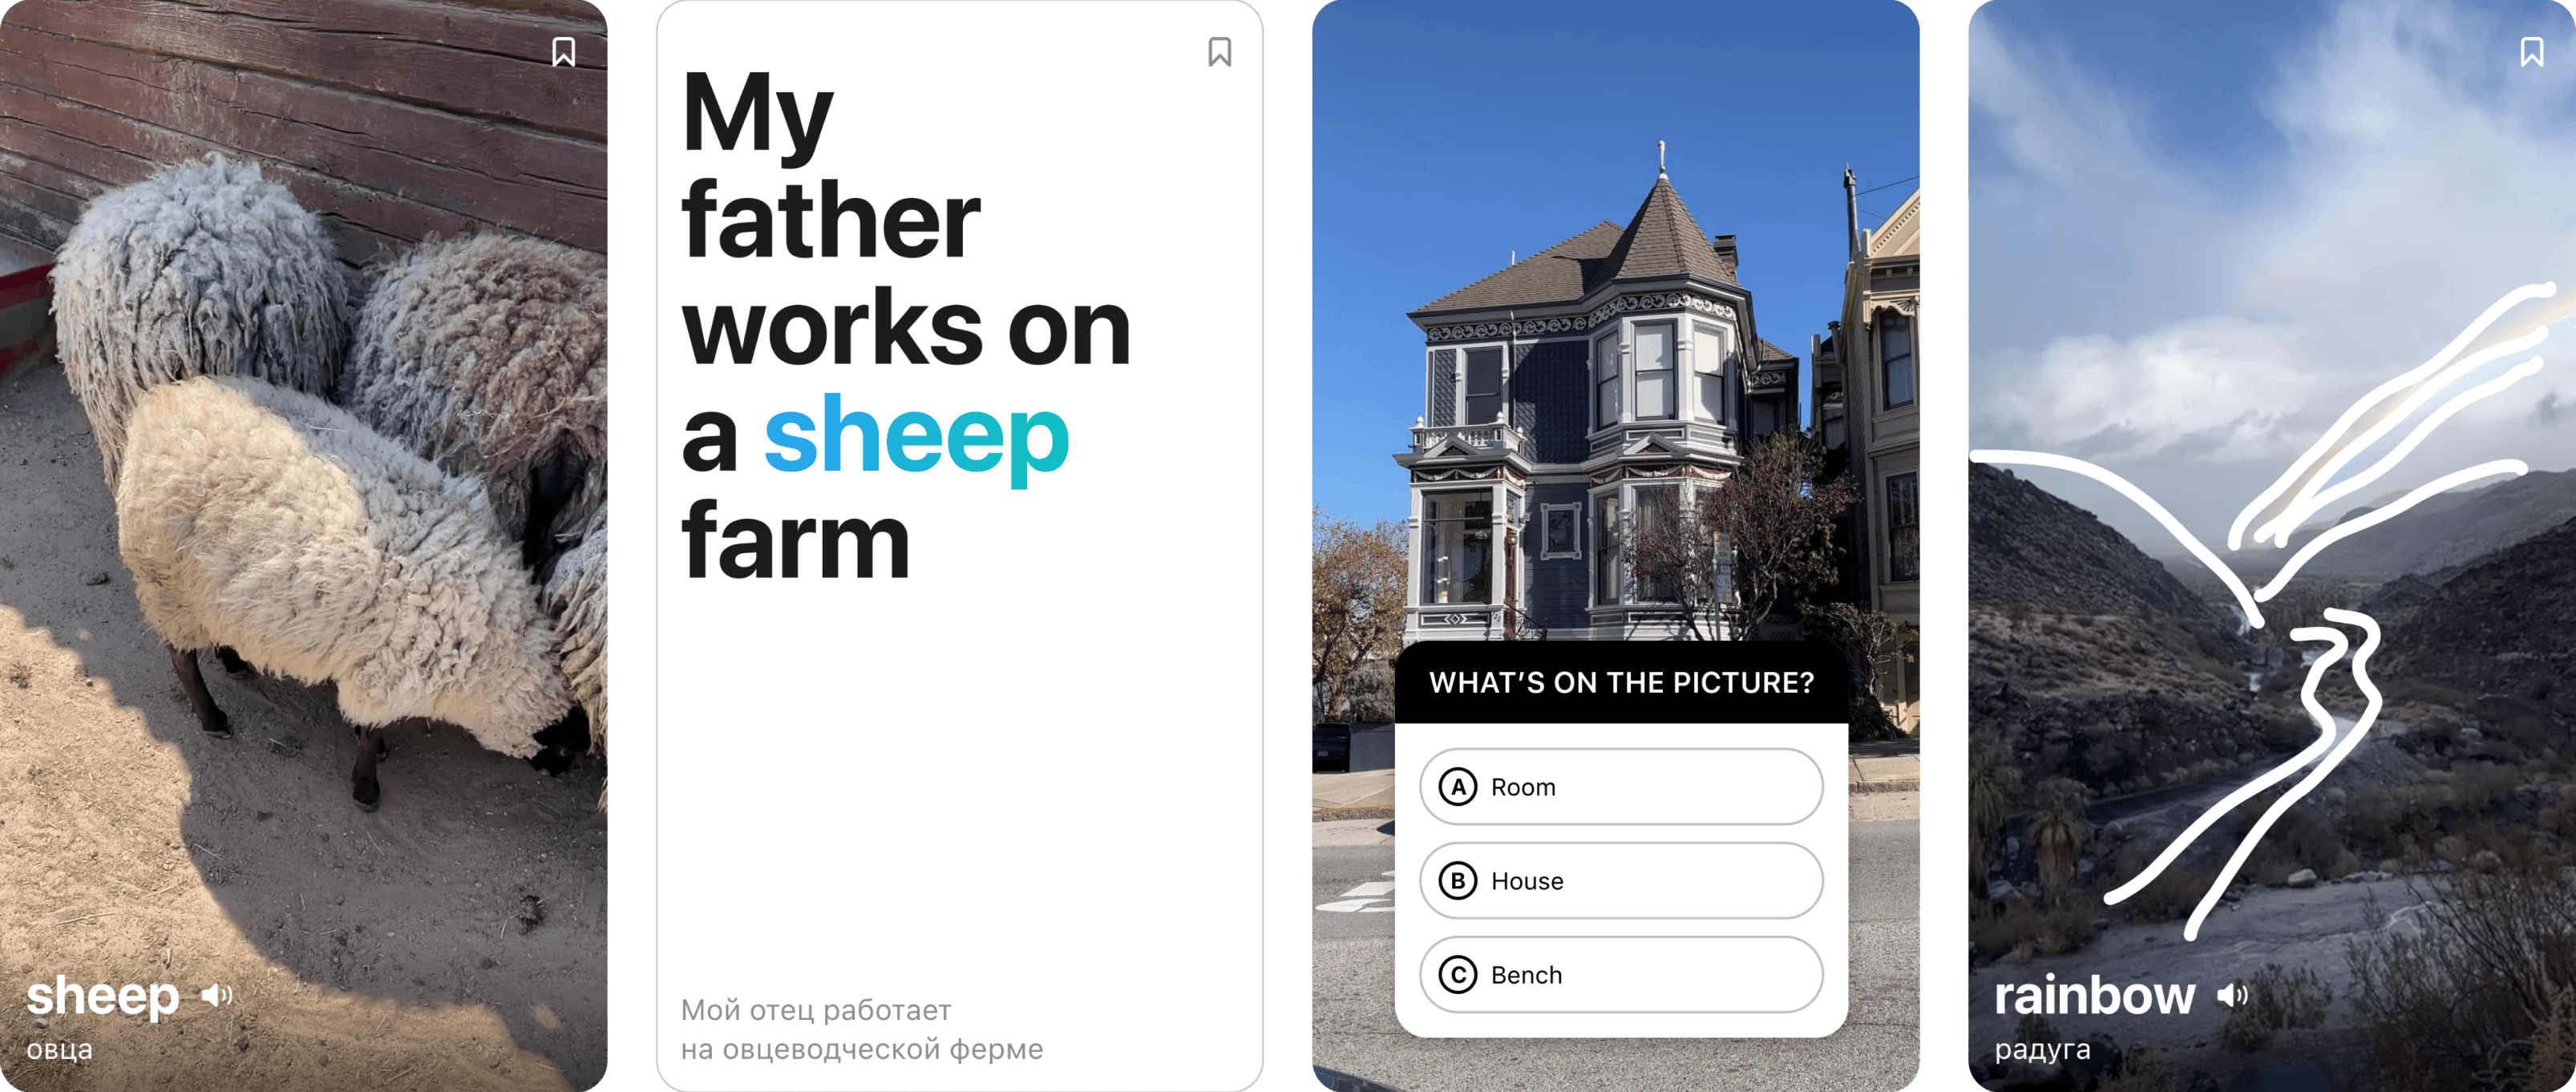 sheep
овца
My
father
works on
a sheep
farm
Мой отец работает
на овцеводческой ферме
WHAT'S ON THE PICTURE?
A Room
B House
C Bench
rainbow
радуга